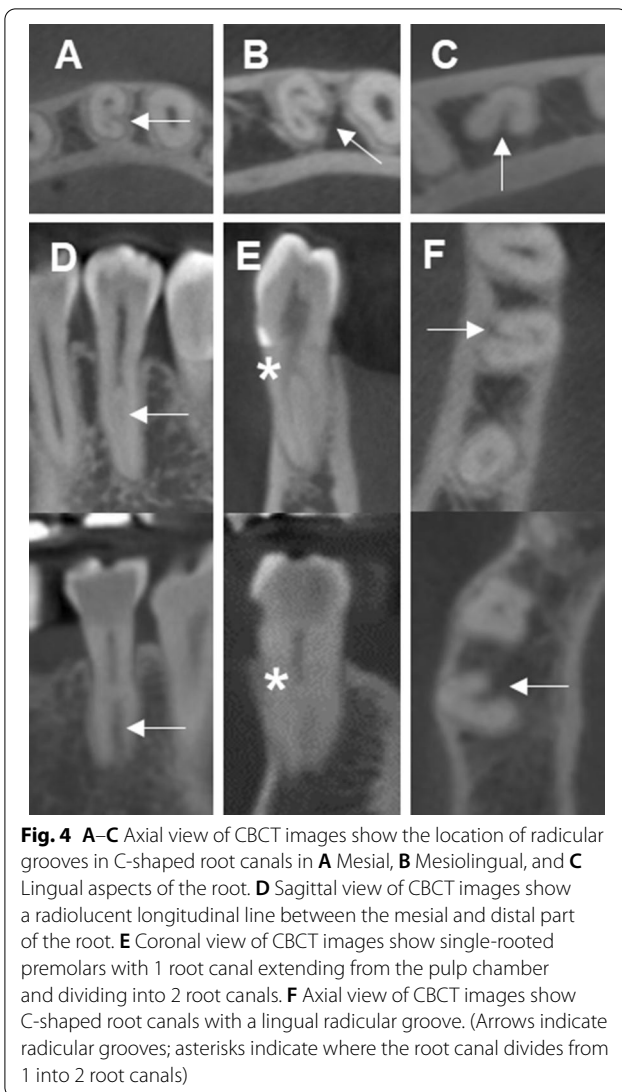 A
B
C
D
E
*
F
*
Fig. 4 A–C Axial view of CBCT images show the location of radicular
grooves in C-shaped root canals in A Mesial, B Mesiolingual, and C
Lingual aspects of the root. D Sagittal view of CBCT images show
a radiolucent longitudinal line between the mesial and distal part
of the root. E Coronal view of CBCT images show single-rooted
premolars with 1 root canal extending from the pulp chamber
and dividing into 2 root canals. F Axial view of CBCT images show
C-shaped root canals with a lingual radicular groove. (Arrows indicate
radicular grooves; asterisks indicate where the root canal divides from
1 into 2 root canals)